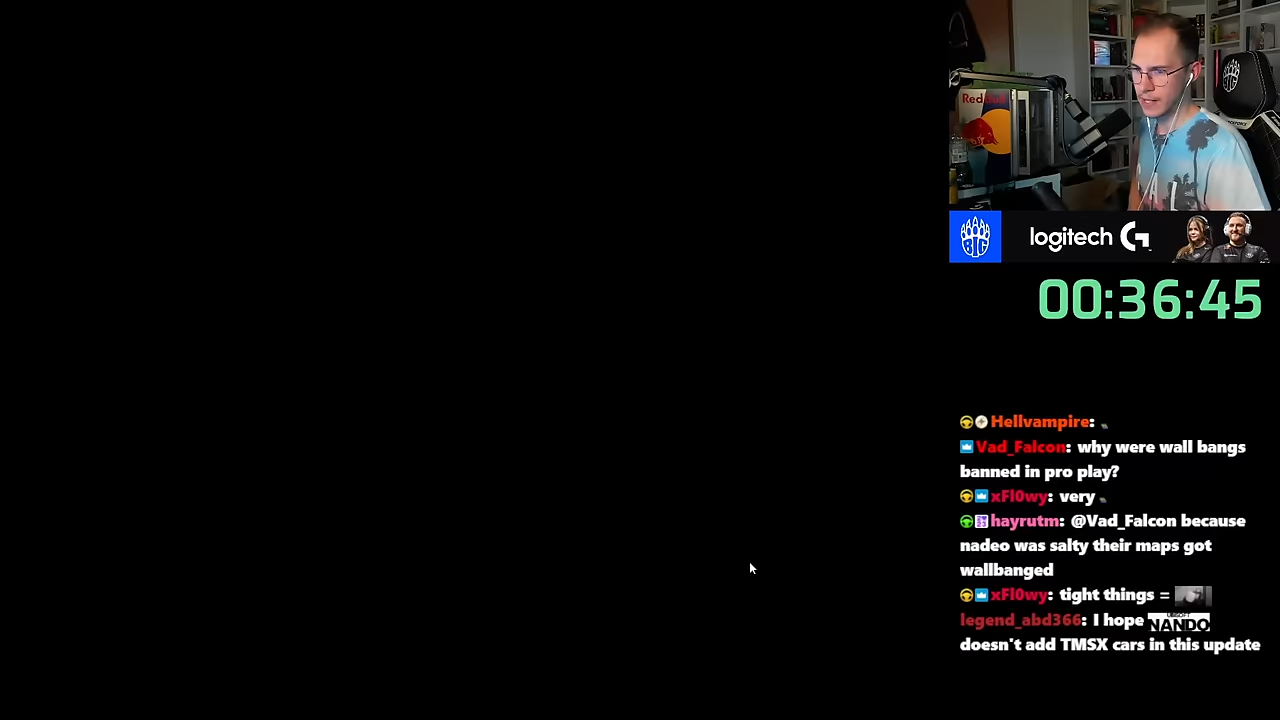 Red Bull
BIG
logitech G
00:36:45
Hellvampire:
Vad_Falcon: why were wall bangs
banned in pro play?
xFl0wy: very
hayrutm: @Vad_Falcon because
nadeo was salty their maps got
wallbanged
xFl0wy: tight things =
legend_abd366: I hope UBISOFT NANDO
doesn't add TMSX cars in this update